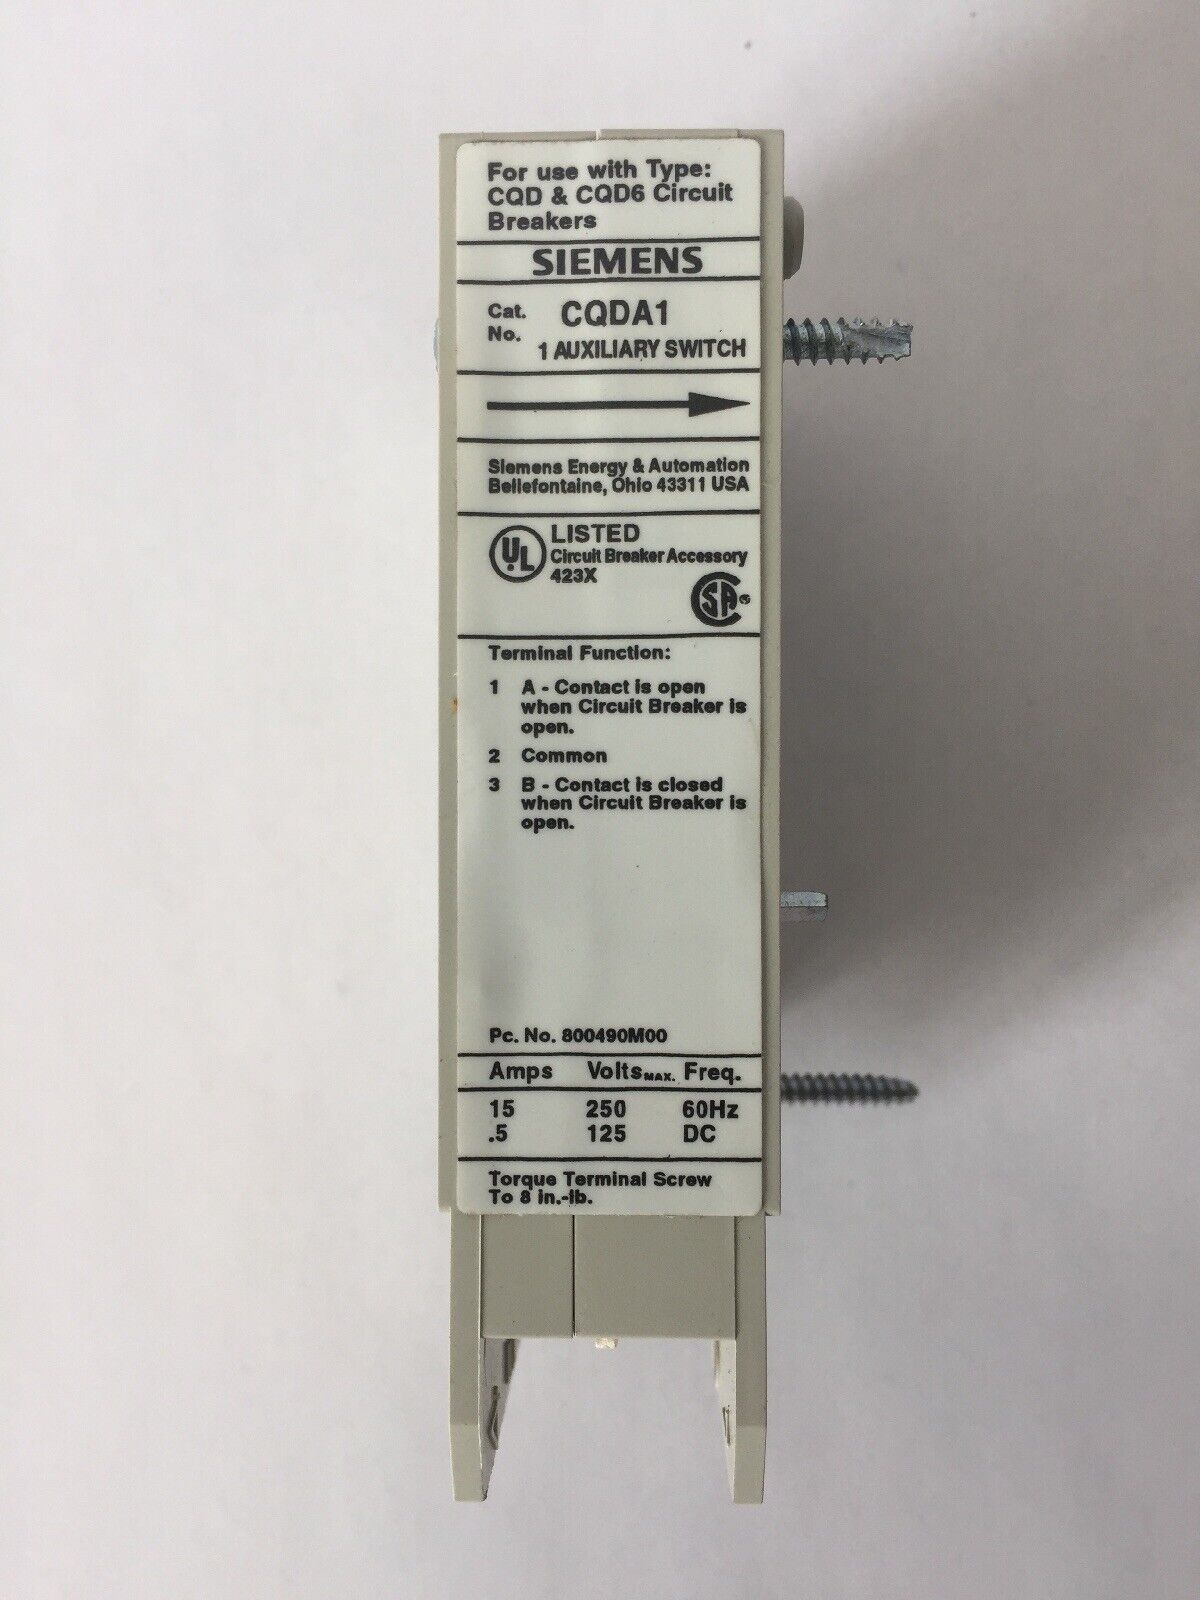 For use with Type:
CQD & CQD6 Circuit
Breakers
SIEMENS
Cat. No. CQDA1
1 AUXILIARY SWITCH
Siemens Energy & Automation
Bellefontaine, Ohio 43311 USA
UL LISTED
Circuit Breaker Accessory
423X
CSA
Terminal Function:
1 A - Contact is open
when Circuit Breaker is
open.
2 Common
3 B - Contact is closed
when Circuit Breaker is
open.
Pc. No. 800490M00
Amps Volts MAX. Freq.
15 250 60Hz
.5 125 DC
Torque Terminal Screw
To 8 in.-lb.